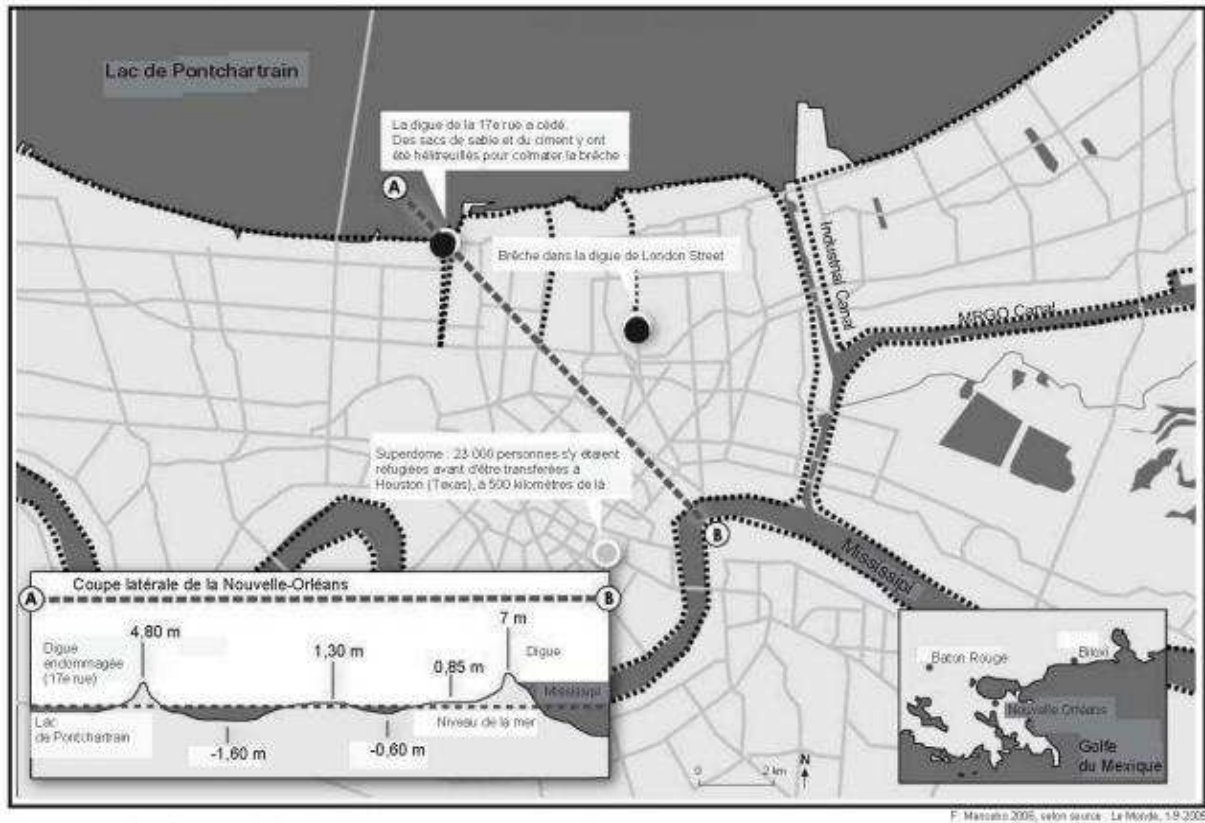 Lac de Pontchartrain
La digue de la 17e rue a cédé.
Des sacs de sable et du ciment y ont
été hélitreuillés pour colmater la brêche
A
Brêche dans la digue de London Street
Industrial Canal
MRGO Canal
Superdome : 23 000 personnes s'y étaient
réfugiées avant d'être transférées à
Houston (Texas), à 500 kilomètres de là
B
Mississipi
Coupe latérale de la Nouvelle-Orléans
A
B
4,80 m
7 m
Digue
endommagée
(17e rue)
1,30 m
0,85 m
Digue
Mississipi
Lac
de Pontchartrain
Niveau de la mer
-1,60 m
-0,60 m
0
2 km
N
Baton Rouge
Biloxi
Nouvelle Orléans
Golfe
du Mexique
2006, selon source : Le Monde, 1-9-2005